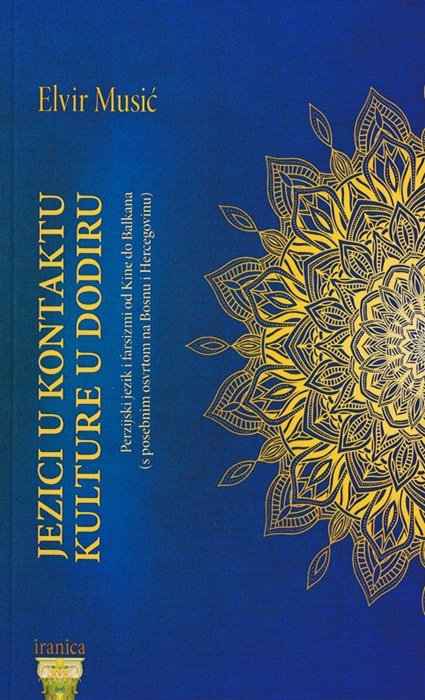 Elvir Musić
JEZICI U KONTAKTU
KULTURE U DODIRU
Perzijski jezik i farsizmi od Kine do Balkana
(s posebnim osvrtom na Bosnu i Hercegovinu)
iranica